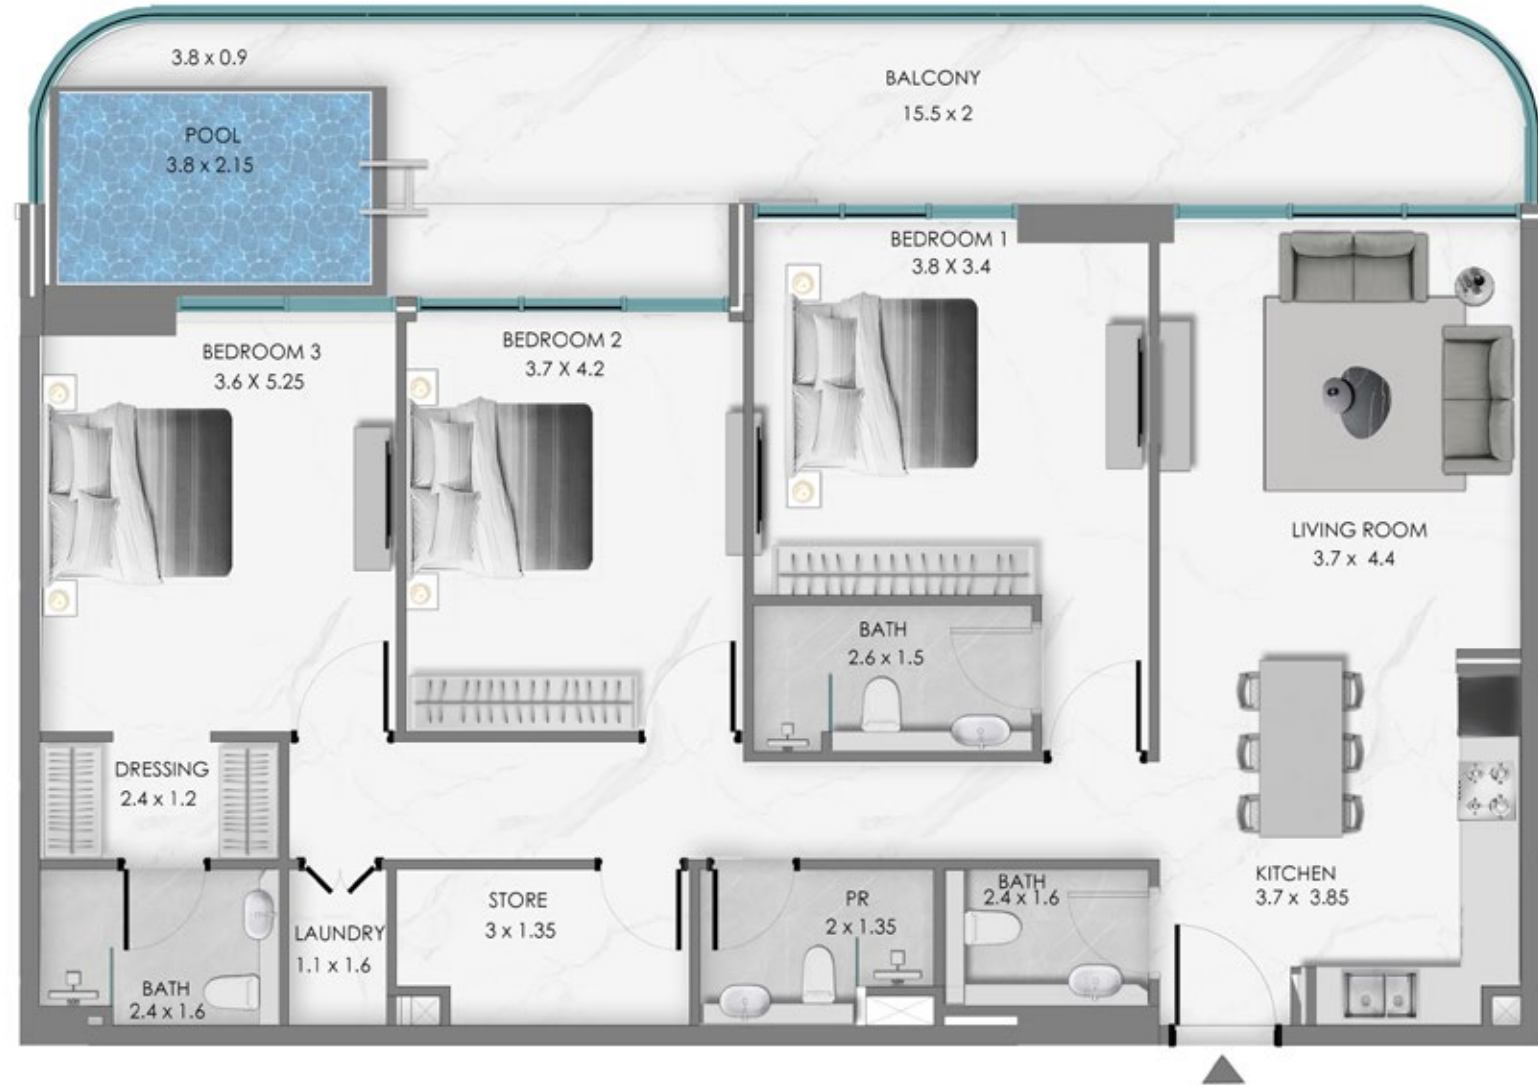 3.8 x 0.9
BALCONY
15.5 x 2
POOL
3.8 x 2.15
BEDROOM 1
3.8 X 3.4
BEDROOM 2
3.7 X 4.2
BEDROOM 3
3.6 X 5.25
LIVING ROOM
3.7 x 4.4
BATH
2.6 x 1.5
DRESSING
2.4 x 1.2
KITCHEN
3.7 x 3.85
BATH
2.4 x 1.6
PR
2 x 1.35
STORE
3 x 1.35
LAUNDRY
1.1 x 1.6
BATH
2.4 x 1.6